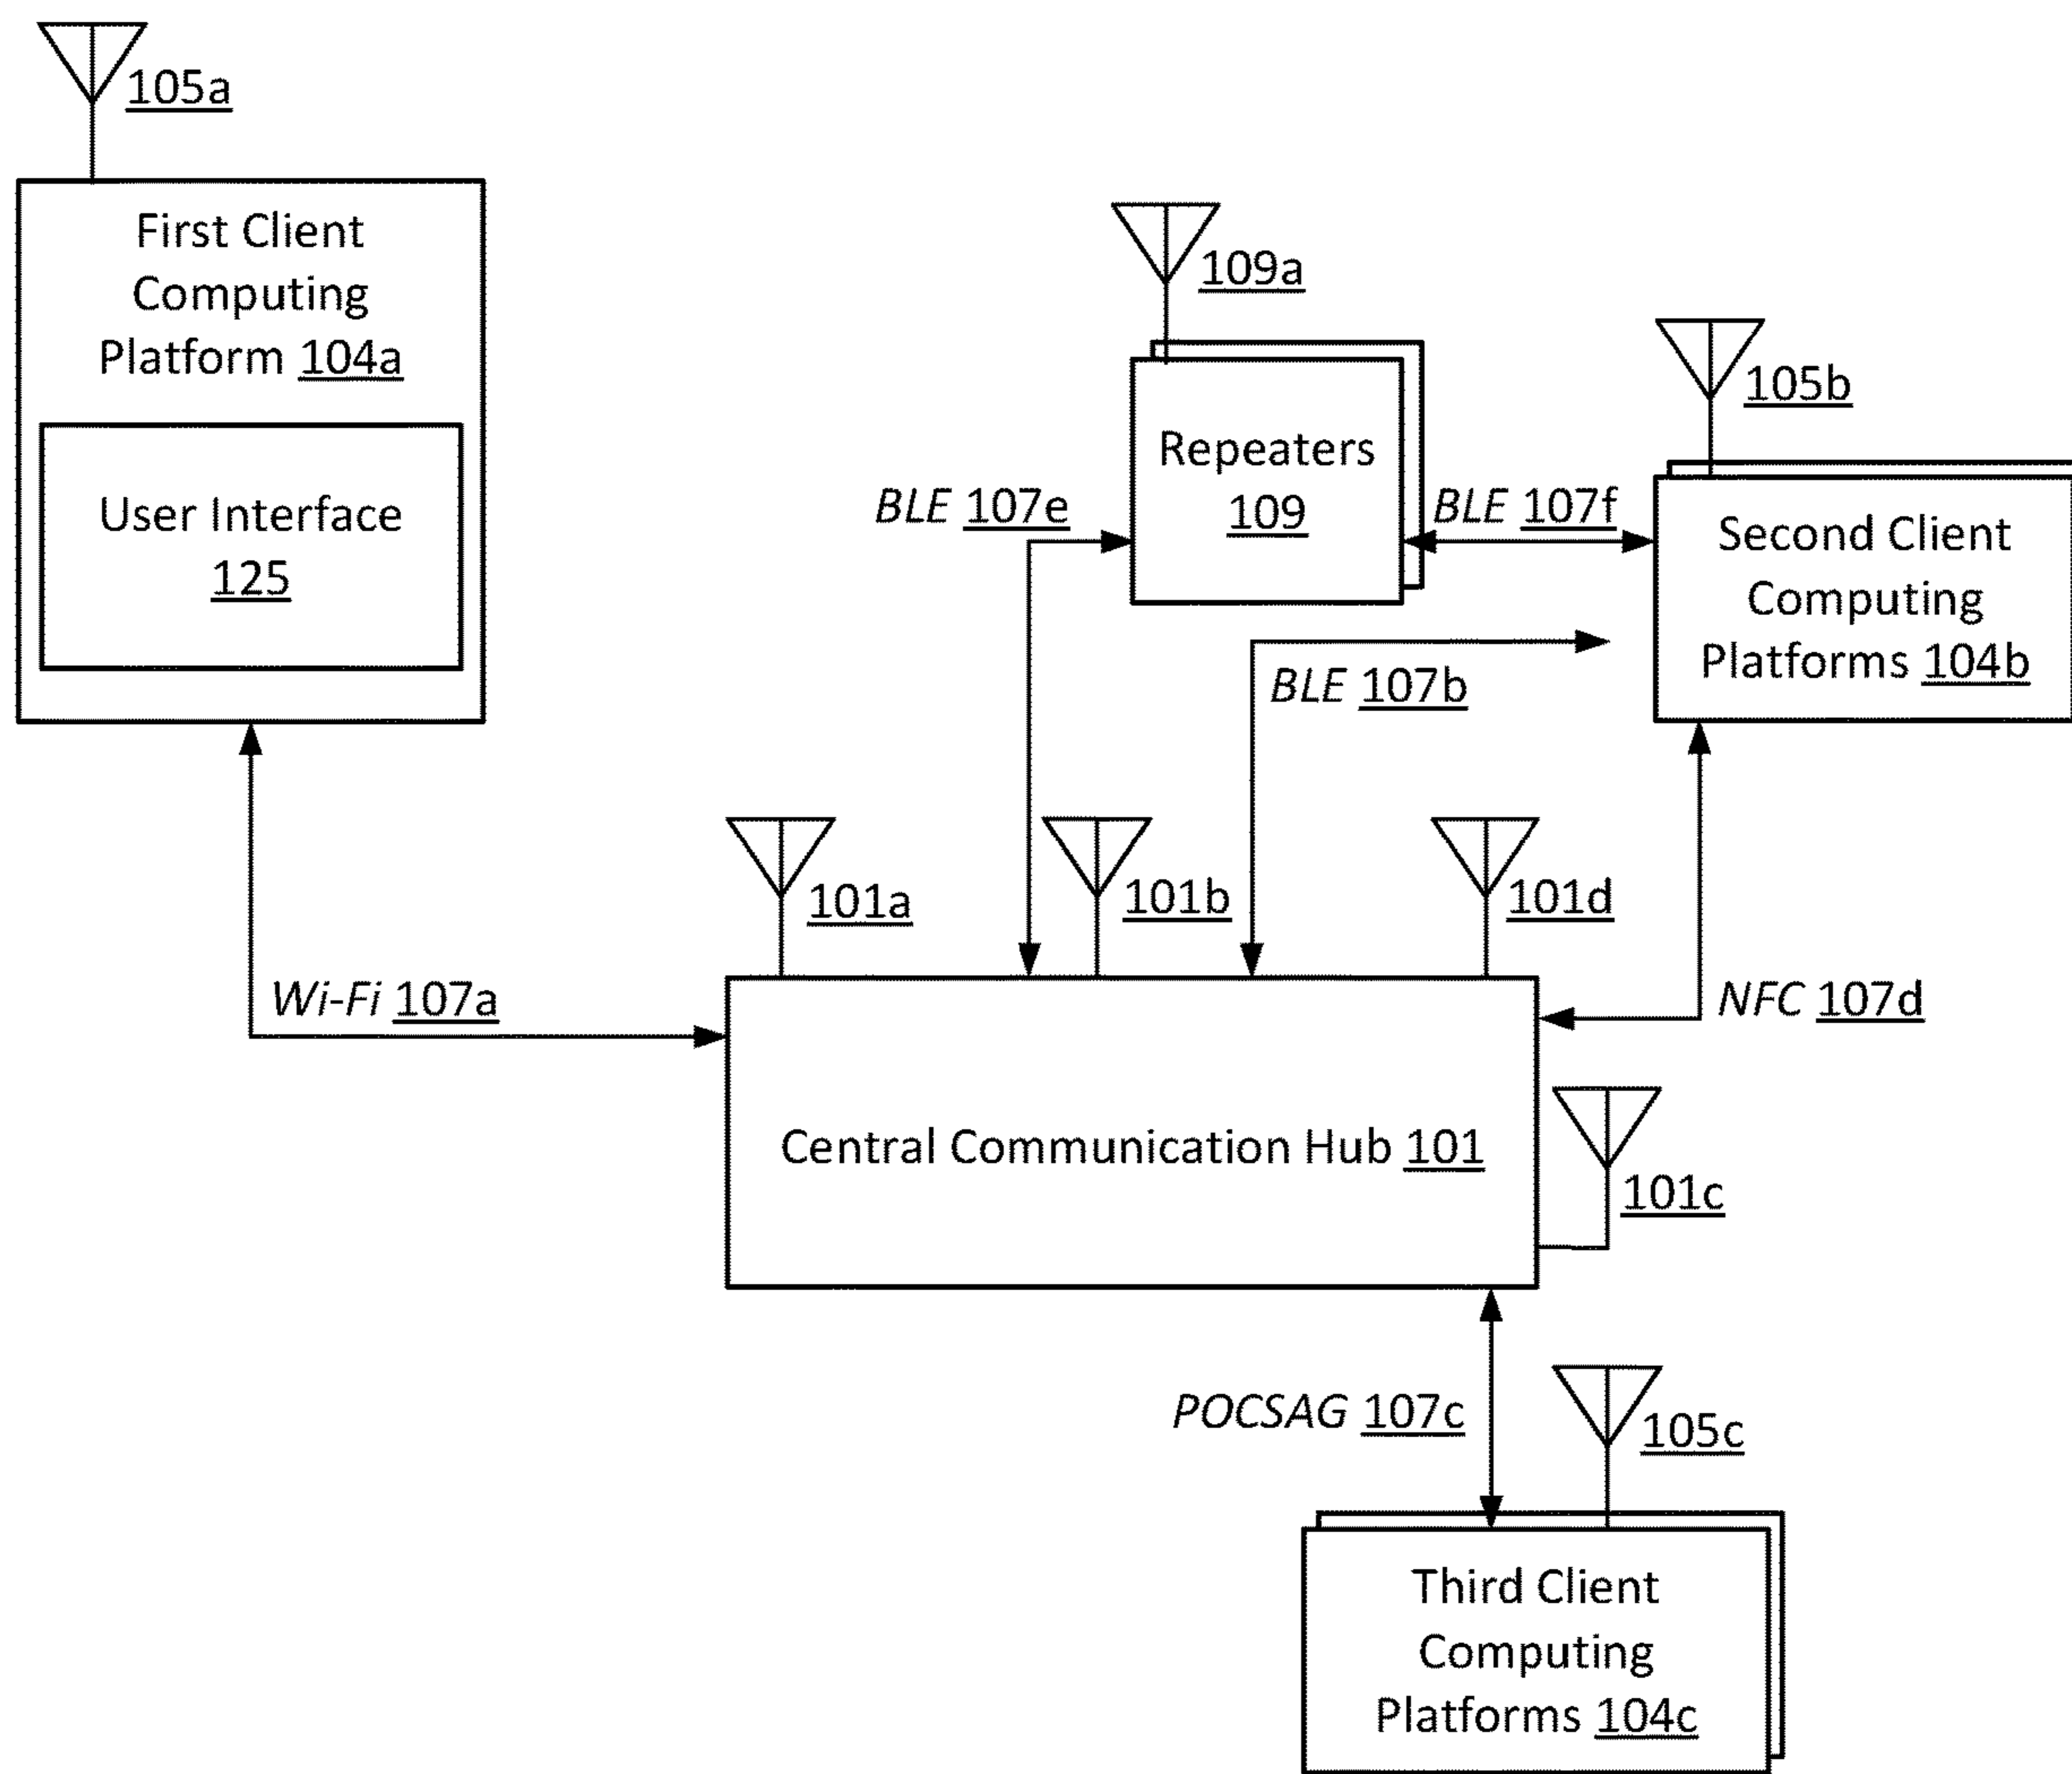 105a
First Client
Computing
Platform 104a
User Interface
125
109a
Repeaters
109
105b
BLE 107e
BLE 107f
Second Client
Computing
Platforms 104b
BLE 107b
101a
101b
101d
Wi-Fi 107a
NFC 107d
Central Communication Hub 101
101c
POCSAG 107c
105c
Third Client
Computing
Platforms 104c